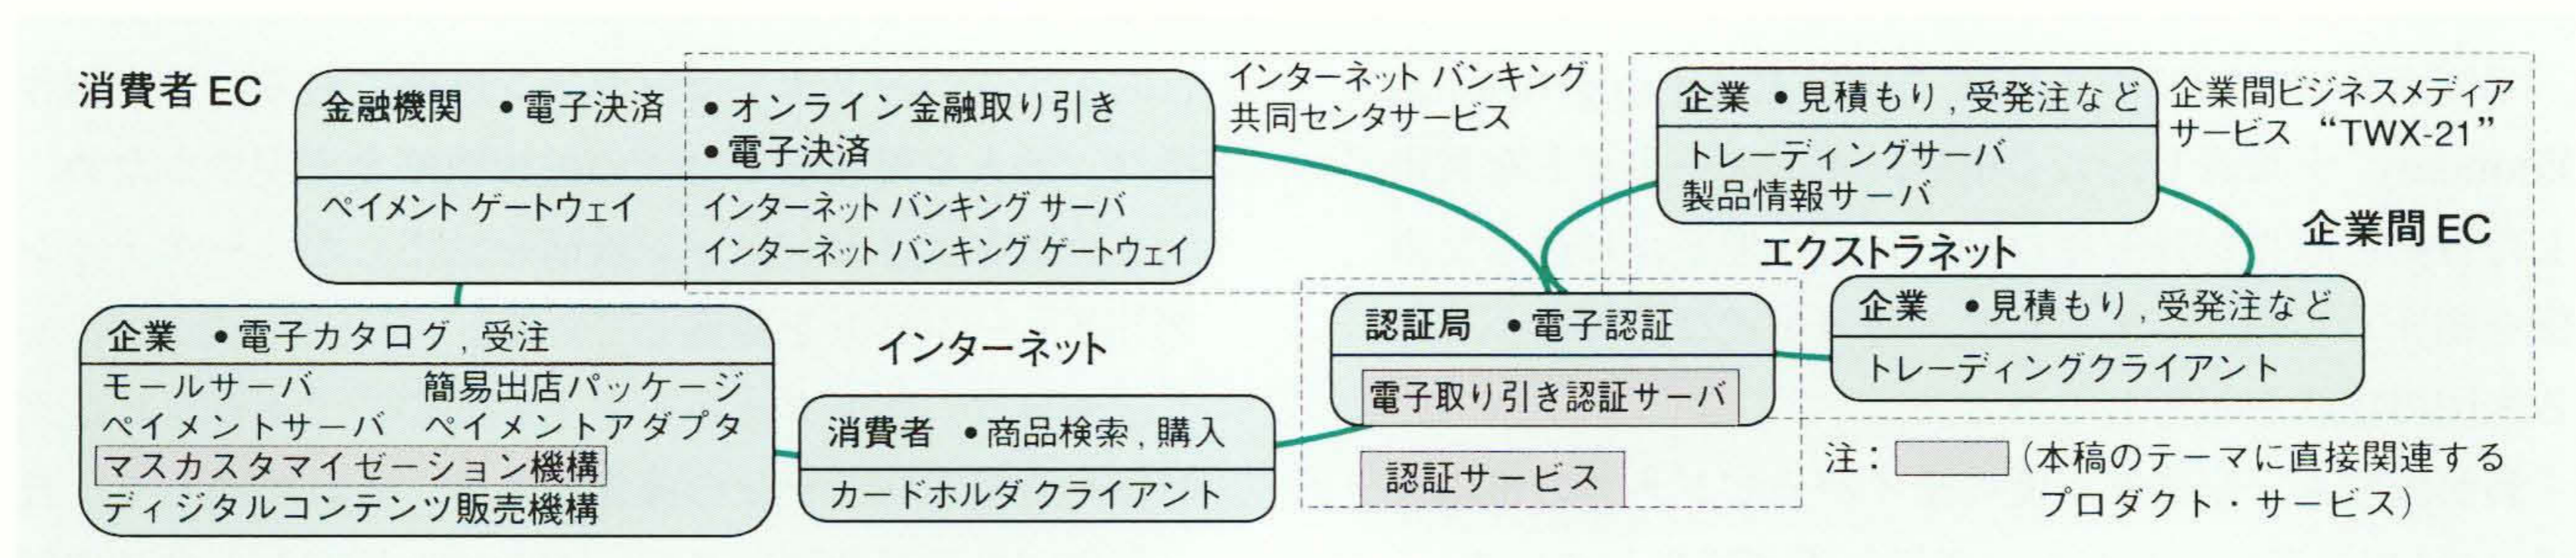 消費者 EC
金融機関 •電子決済
•オンライン金融取り引き
•電子決済
ペイメント ゲートウェイ
インターネット バンキング サーバ
インターネット バンキング ゲートウェイ
インターネット バンキング
共同センタサービス
企業 •見積もり,受発注など
トレーディングサーバ
製品情報サーバ
企業間ビジネスメディア
サービス “TWX-21”
企業間 EC
エクストラネット
企業 •見積もり,受発注など
トレーディングクライアント
認証局 •電子認証
電子取り引き認証サーバ
認証サービス
インターネット
企業 •電子カタログ,受注
モールサーバ 簡易出店パッケージ
ペイメントサーバ ペイメントアダプタ
マスカスタマイゼーション機構
ディジタルコンテンツ販売機構
消費者 •商品検索,購入
カードホルダ クライアント
注: (本稿のテーマに直接関連する
プロダクト・サービス)